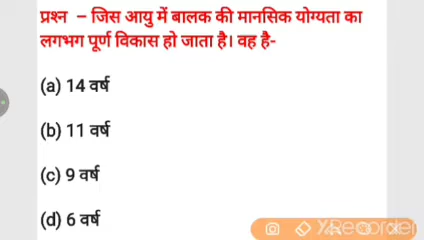 प्रश्न – जिस आयु में बालक की मानसिक योग्यता का
लगभग पूर्ण विकास हो जाता है। वह है-
(a) 14 वर्ष
(b) 11 वर्ष
(c) 9 वर्ष
(d) 6 वर्ष
XRecorder